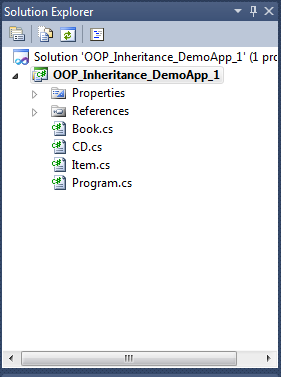 Solution Explorer
Solution 'OOP_Inheritance_DemoApp_1' (1 pro
OOP_Inheritance_DemoApp_1
Properties
References
Book.cs
CD.cs
Item.cs
Program.cs